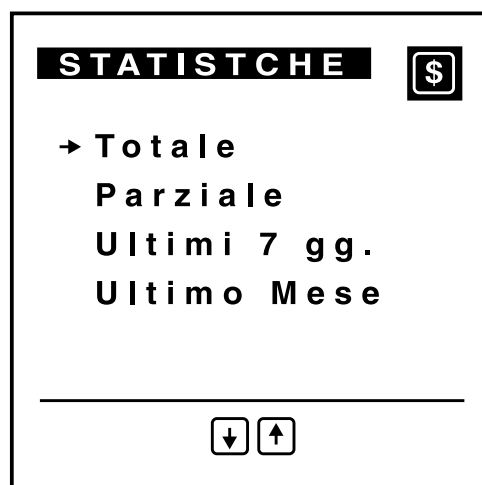 STATISTCHE $
→ Totale
Parziale
Ultimi 7 gg.
Ultimo Mese
↓ ↑